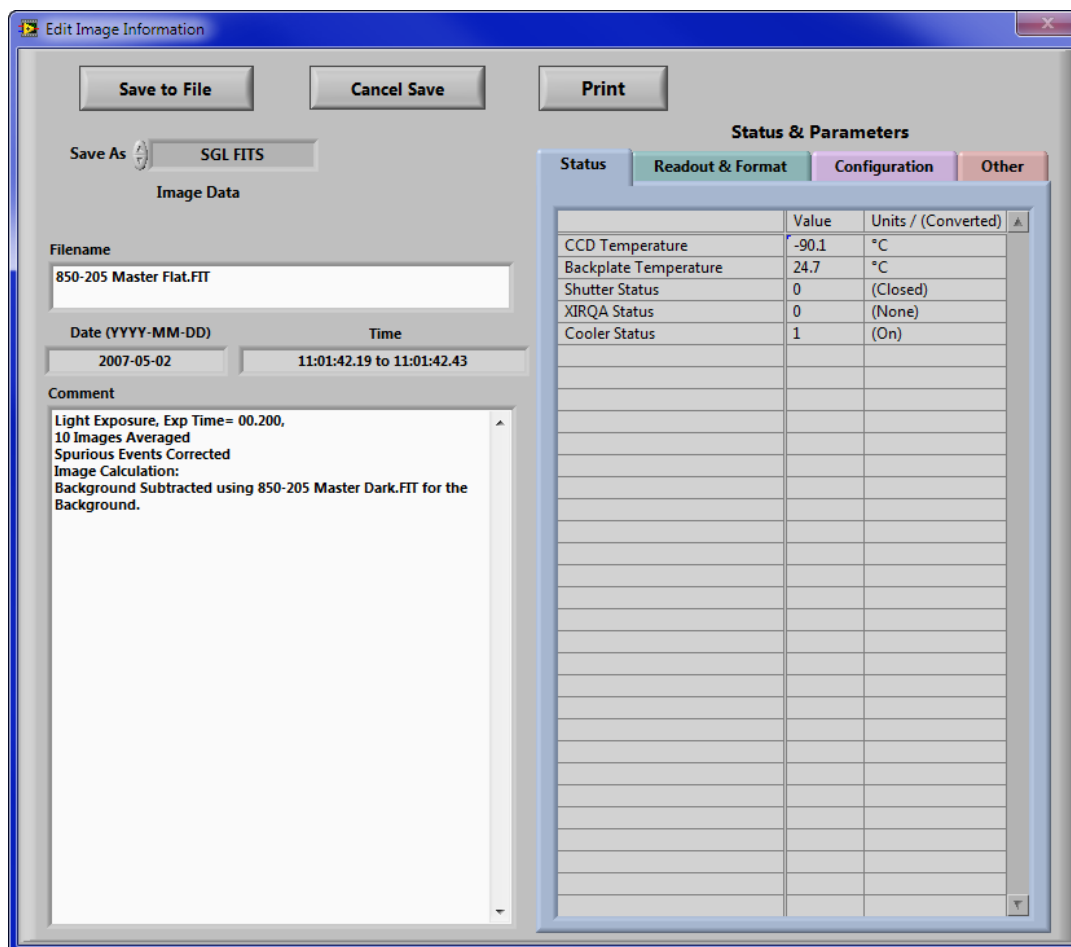 Edit Image Information
Save to File
Cancel Save
Print
Save As
SGL FITS
Image Data
Filename
850-205 Master Flat.FIT
Date (YYYY-MM-DD)
Time
2007-05-02
11:01:42.19 to 11:01:42.43
Comment
Light Exposure, Exp Time= 00.200,
10 Images Averaged
Spurious Events Corrected
Image Calculation:
Background Subtracted using 850-205 Master Dark.FIT for the
Background.
Status & Parameters
Status Readout & Format Configuration Other
Value Units / (Converted)
CCD Temperature -90.1 °C
Backplate Temperature 24.7 °C
Shutter Status 0 (Closed)
XIRQA Status 0 (None)
Cooler Status 1 (On)